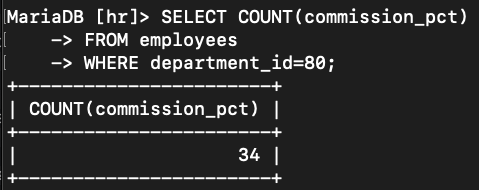 MariaDB [hr]> SELECT COUNT(commission_pct)
    -> FROM employees
    -> WHERE department_id=80;
+-----------------------+
| COUNT(commission_pct) |
+-----------------------+
|                    34 |
+-----------------------+